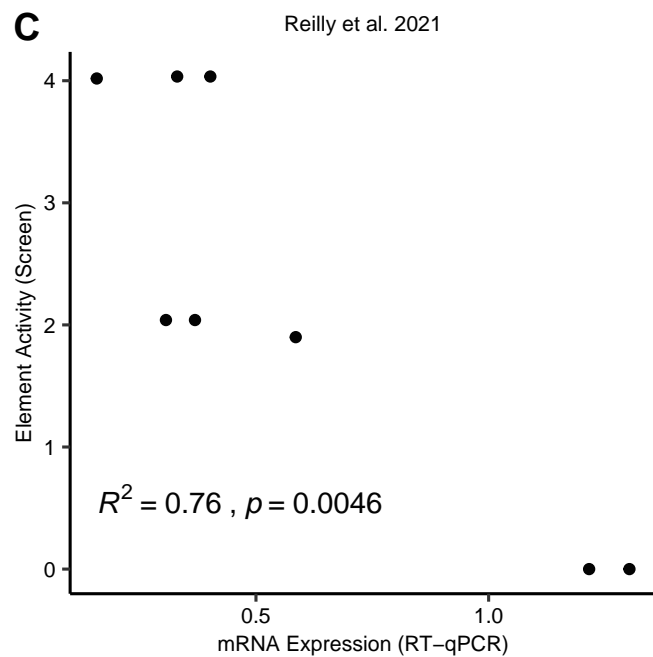 C
Reilly et al. 2021
4
3
2
1
0
Element Activity (Screen)
R² = 0.76 , p = 0.0046
0.5 1.0
mRNA Expression (RT−qPCR)